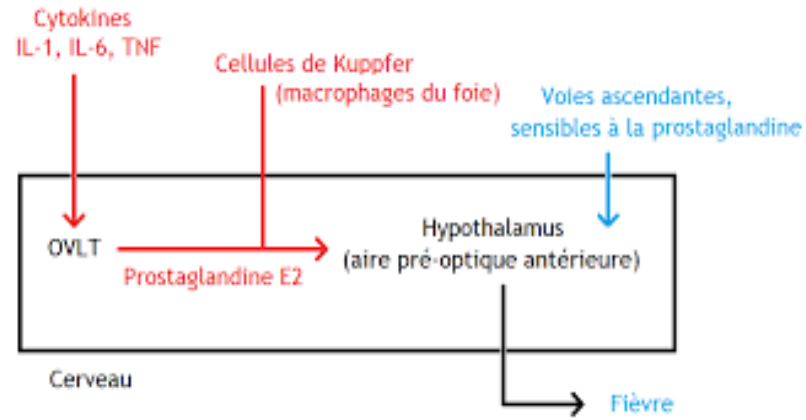 Cytokines
IL-1, IL-6, TNF
Cellules de Kuppfer
(macrophages du foie)
Voies ascendantes,
sensibles à la prostaglandine
OVLT
Prostaglandine E2
Hypothalamus
(aire pré-optique antérieure)
Cerveau
Fièvre